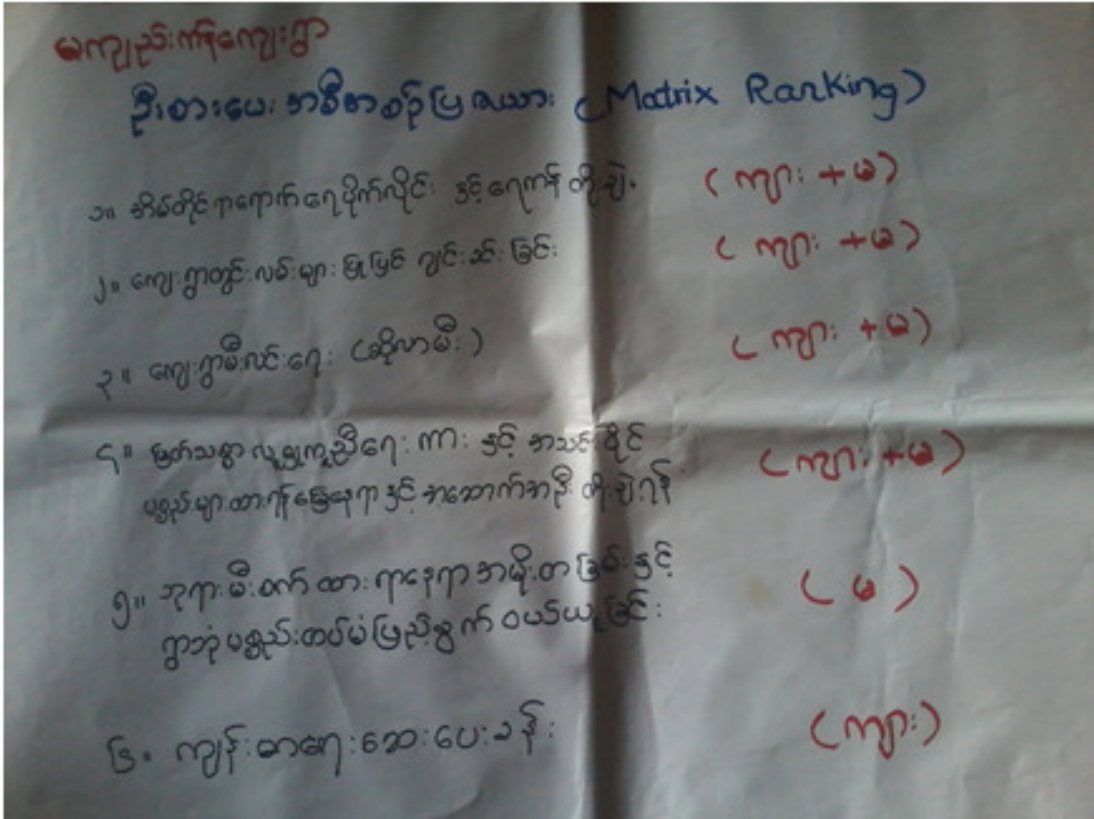 မကျည်းကန်ကျေးရွာ
ဦးစားပေး အစီအစဉ်ပြ ဇယား (Matrix Ranking)
၁။ အိမ်တိုင်ရာရောက် ရေပိုက်လိုင်း နှင့် ရေကန် တိုးချဲ့ (ကျား + မ)
၂။ ကျေးရွာတွင်း လမ်းများ ပြုပြင် ကျင်းခင်း ခြင်း (ကျား + မ)
၃။ ကျေးရွာမီးလင်းရေး (ဆိုလာမီး) (ကျား + မ)
၄။ မြတ်သစ္စာ လူမှုကူညီရေး ကား နှင့် အသင်းပိုင် (ကျား + မ)
ပစ္စည်းများထားရန် မြေနေရာ နှင့် အဆောက်အဦ တိုးချဲ့ရန်
၅။ ဘုရားမီးစက် ထားရာနေရာ အမိုးတ ခြမ်းနှင့် (မ)
ရွာဘုံပစ္စည်း ထပ်မံဖြည့်စွက် ဝယ်ယူခြင်း
၆။ ကျန်းမာရေးဆေးပေးခန်း (ကျား)